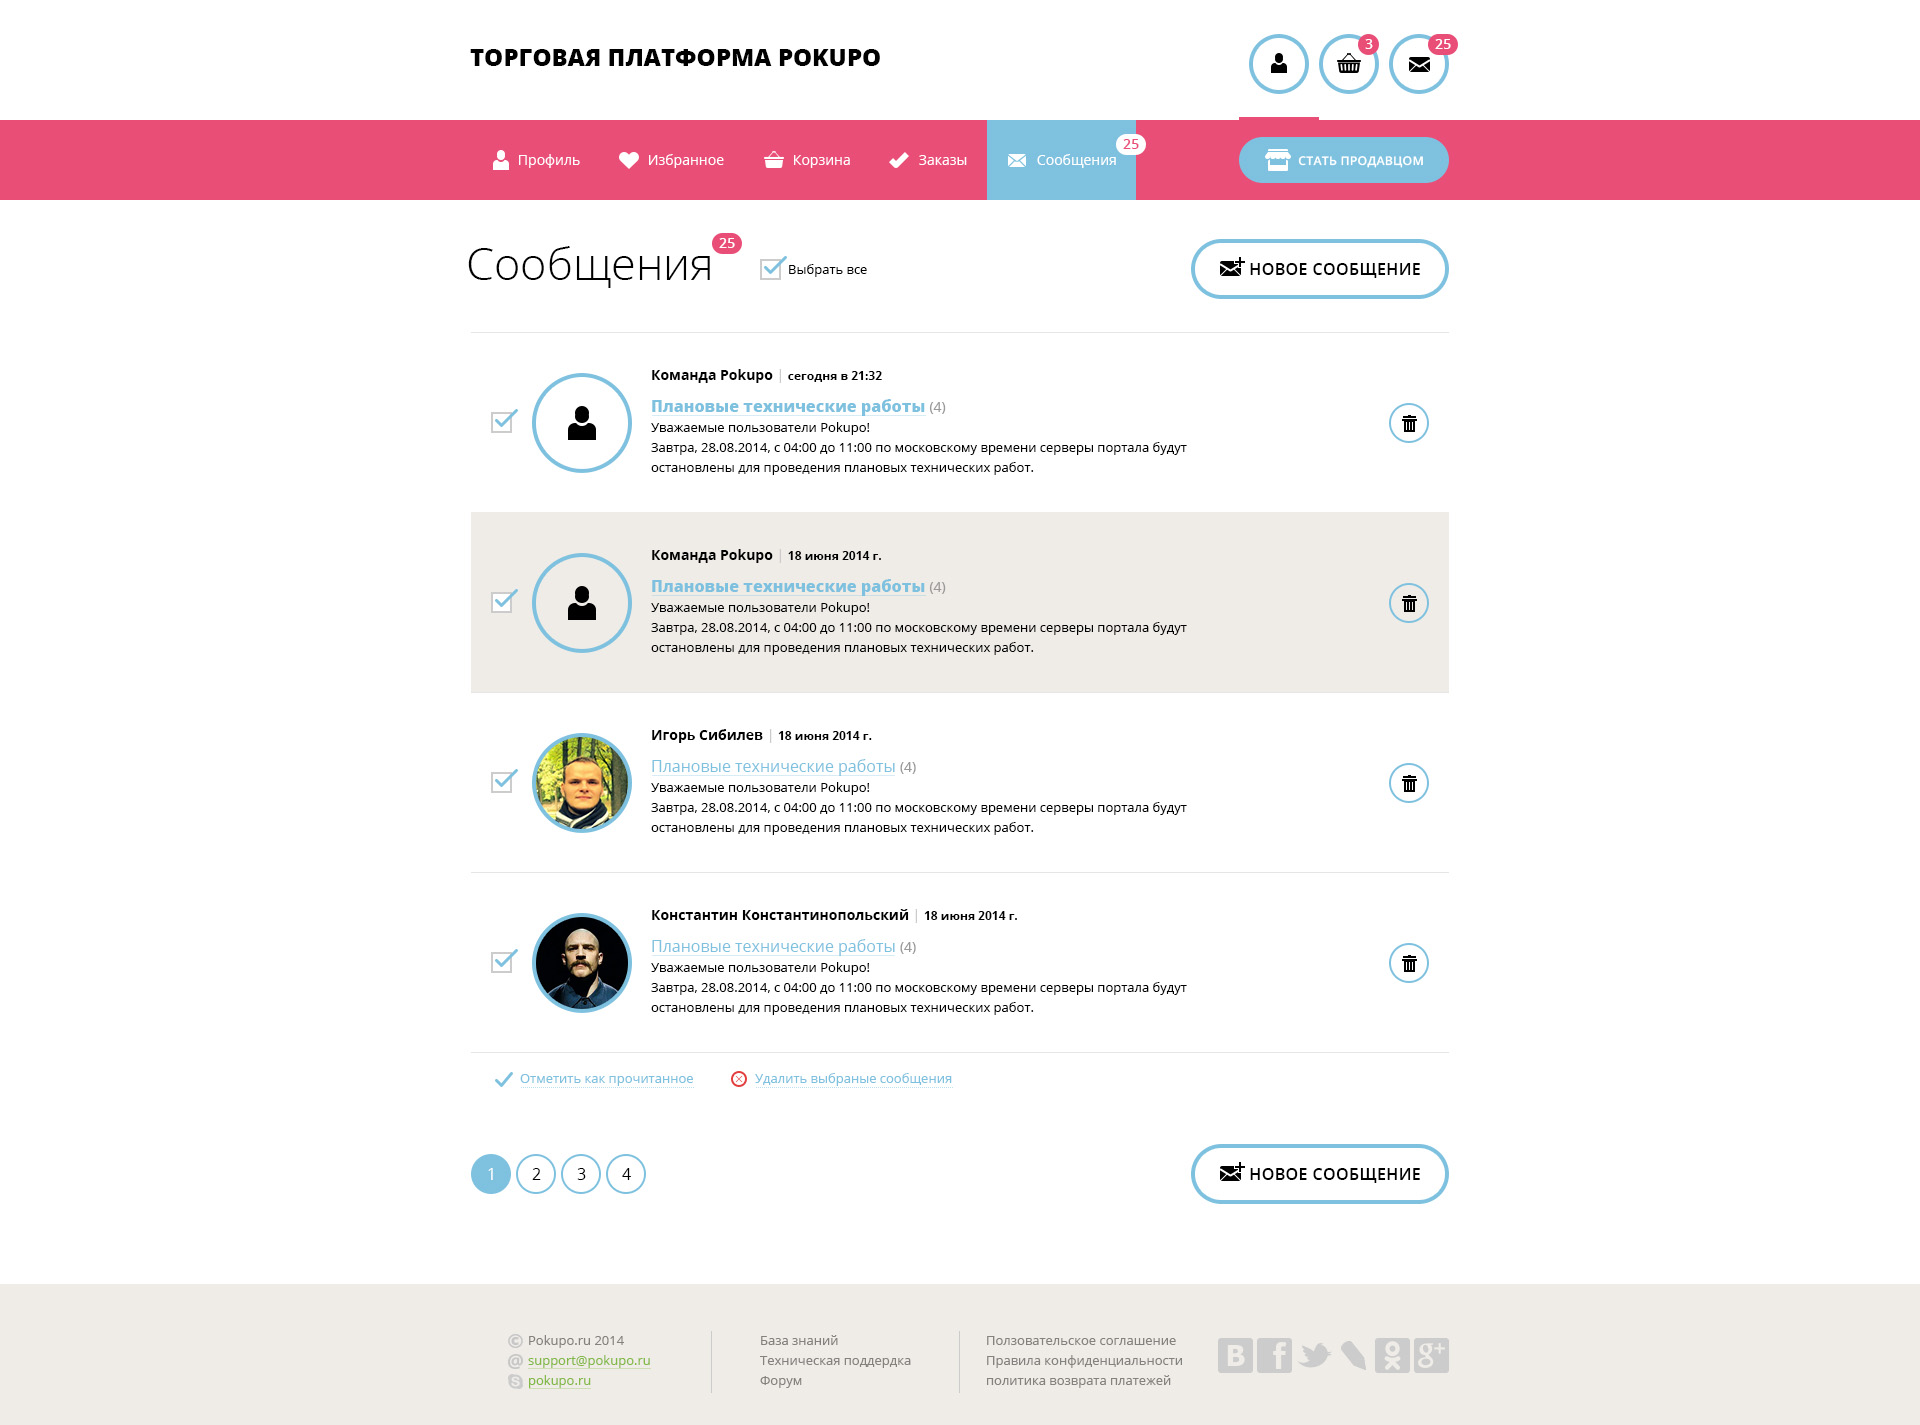 ТОРГОВАЯ ПЛАТФОРМА POKUPO
3
25
Профиль
Избранное
Корзина
Заказы
Сообщения
25
СТАТЬ ПРОДАВЦОМ
Сообщения
25
Выбрать все
НОВОЕ СООБЩЕНИЕ
Команда Pokupo | сегодня в 21:32
Плановые технические работы (4)
Уважаемые пользователи Pokupo!
Завтра, 28.08.2014, с 04:00 до 11:00 по московскому времени серверы портала будут
остановлены для проведения плановых технических работ.
Команда Pokupo | 18 июня 2014 г.
Плановые технические работы (4)
Уважаемые пользователи Pokupo!
Завтра, 28.08.2014, с 04:00 до 11:00 по московскому времени серверы портала будут
остановлены для проведения плановых технических работ.
Игорь Сибилев | 18 июня 2014 г.
Плановые технические работы (4)
Уважаемые пользователи Pokupo!
Завтра, 28.08.2014, с 04:00 до 11:00 по московскому времени серверы портала будут
остановлены для проведения плановых технических работ.
Константин Константинопольский | 18 июня 2014 г.
Плановые технические работы (4)
Уважаемые пользователи Pokupo!
Завтра, 28.08.2014, с 04:00 до 11:00 по московскому времени серверы портала будут
остановлены для проведения плановых технических работ.
Отметить как прочитанное
Удалить выбраные сообщения
1 2 3 4
НОВОЕ СООБЩЕНИЕ
© Pokupo.ru 2014
@ support@pokupo.ru
pokupo.ru
База знаний
Техническая поддердка
Форум
Ползовательское соглашение
Правила конфиденциальности
политика возврата платежей